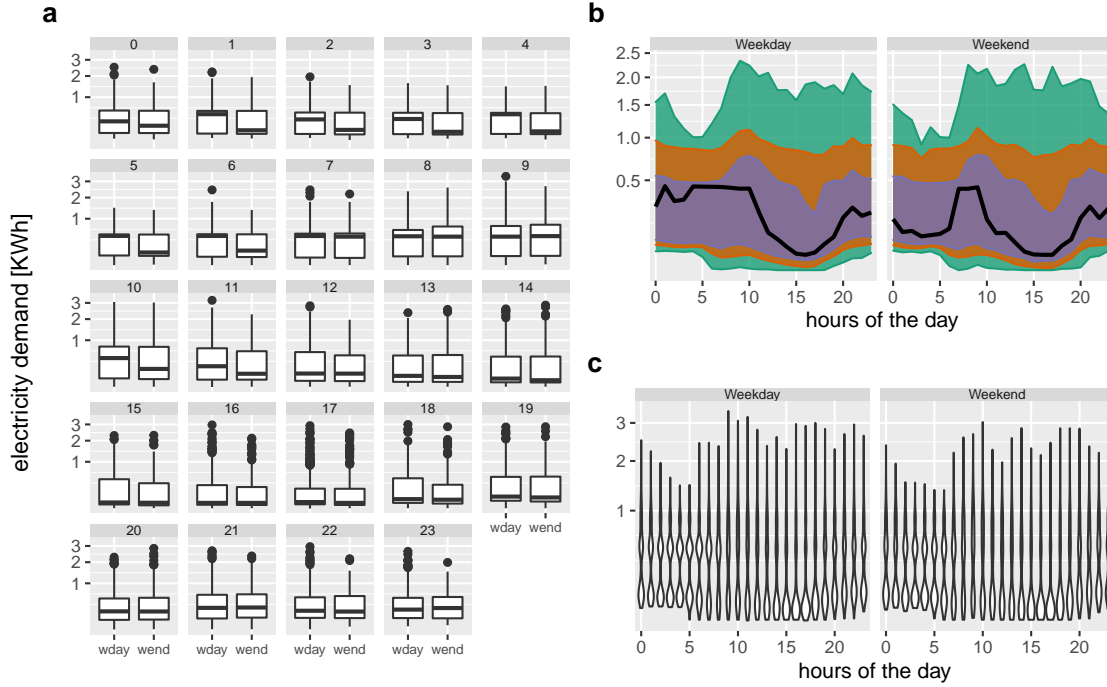 a
electricity demand [KWh]
0 1 2 3 4
3
2
1
5 6 7 8 9
3
2
1
10 11 12 13 14
3
2
1
15 16 17 18 19
3
2
1
wday wend
20 21 22 23
3
2
1
wday wend wday wend wday wend wday wend
b
Weekday Weekend
2.5
2.0
1.5
1.0
0.5
0 5 10 15 20 0 5 10 15 20
hours of the day
c
Weekday Weekend
3
2
1
0 5 10 15 20 0 5 10 15 20
hours of the day